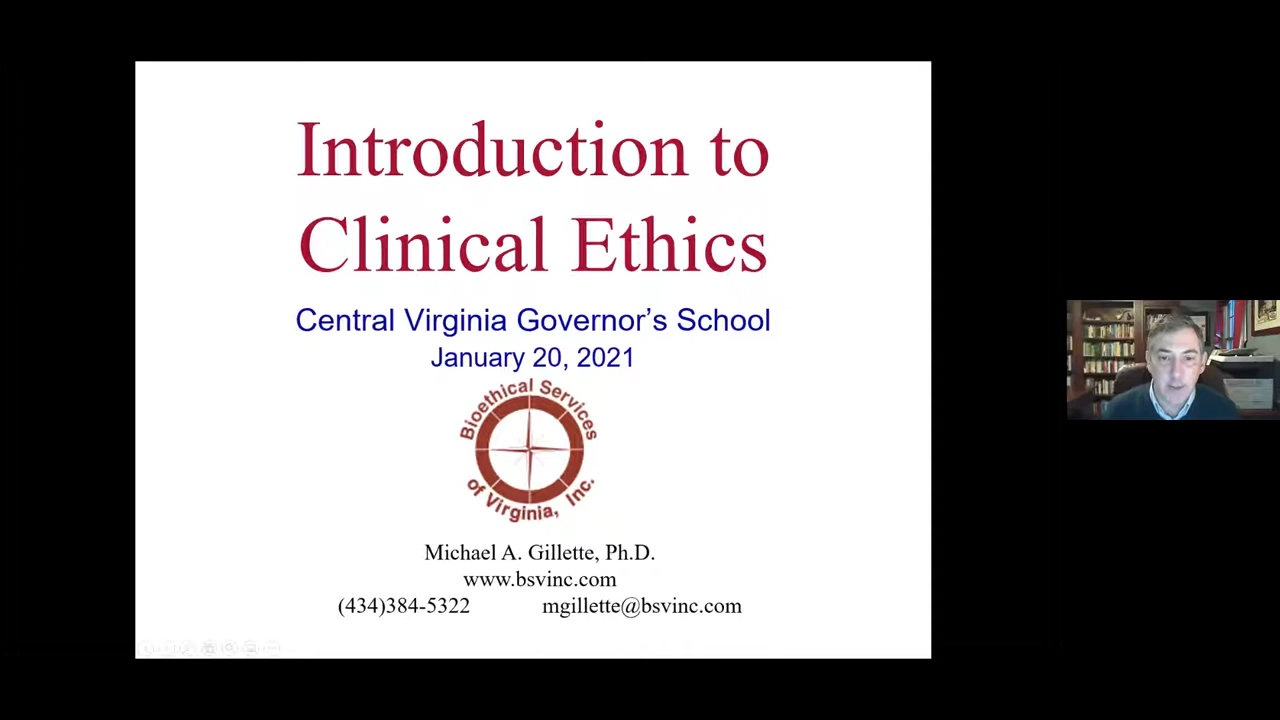 Introduction to
Clinical Ethics
Central Virginia Governor's School
January 20, 2021
Bioethical Services
of Virginia, Inc.
Michael A. Gillette, Ph.D.
www.bsvinc.com
(434)384-5322 mgillette@bsvinc.com